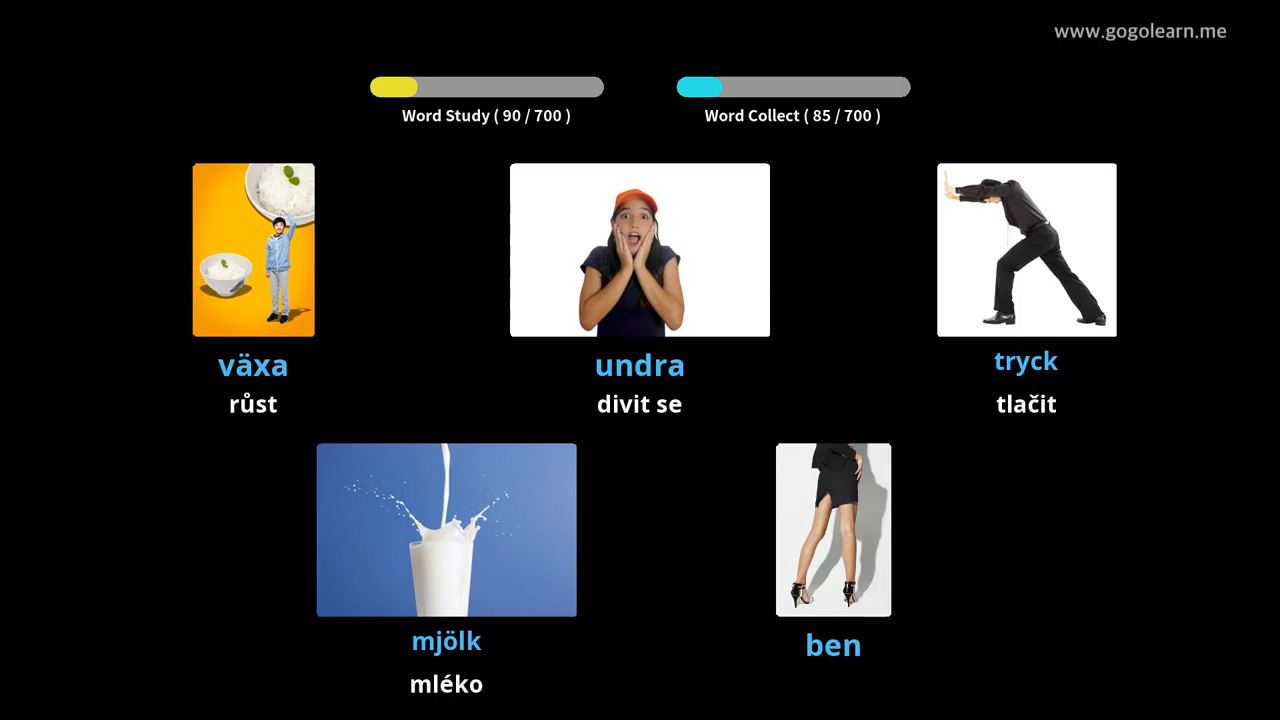 www.gogolearn.me
Word Study ( 90 / 700 )
Word Collect ( 85 / 700 )
växa
růst
undra
divit se
tryck
tlačit
mjölk
mléko
ben